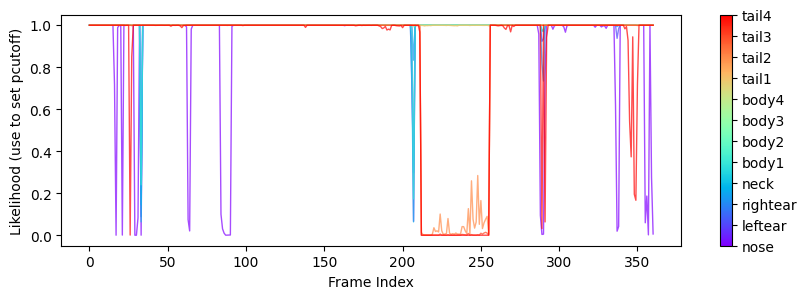 Likelihood (use to set pcutoff)
1.0
0.8
0.6
0.4
0.2
0.0
0
50
100
150
200
250
300
350
Frame Index
tail4
tail3
tail2
tail1
body4
body3
body2
body1
neck
rightear
leftear
nose